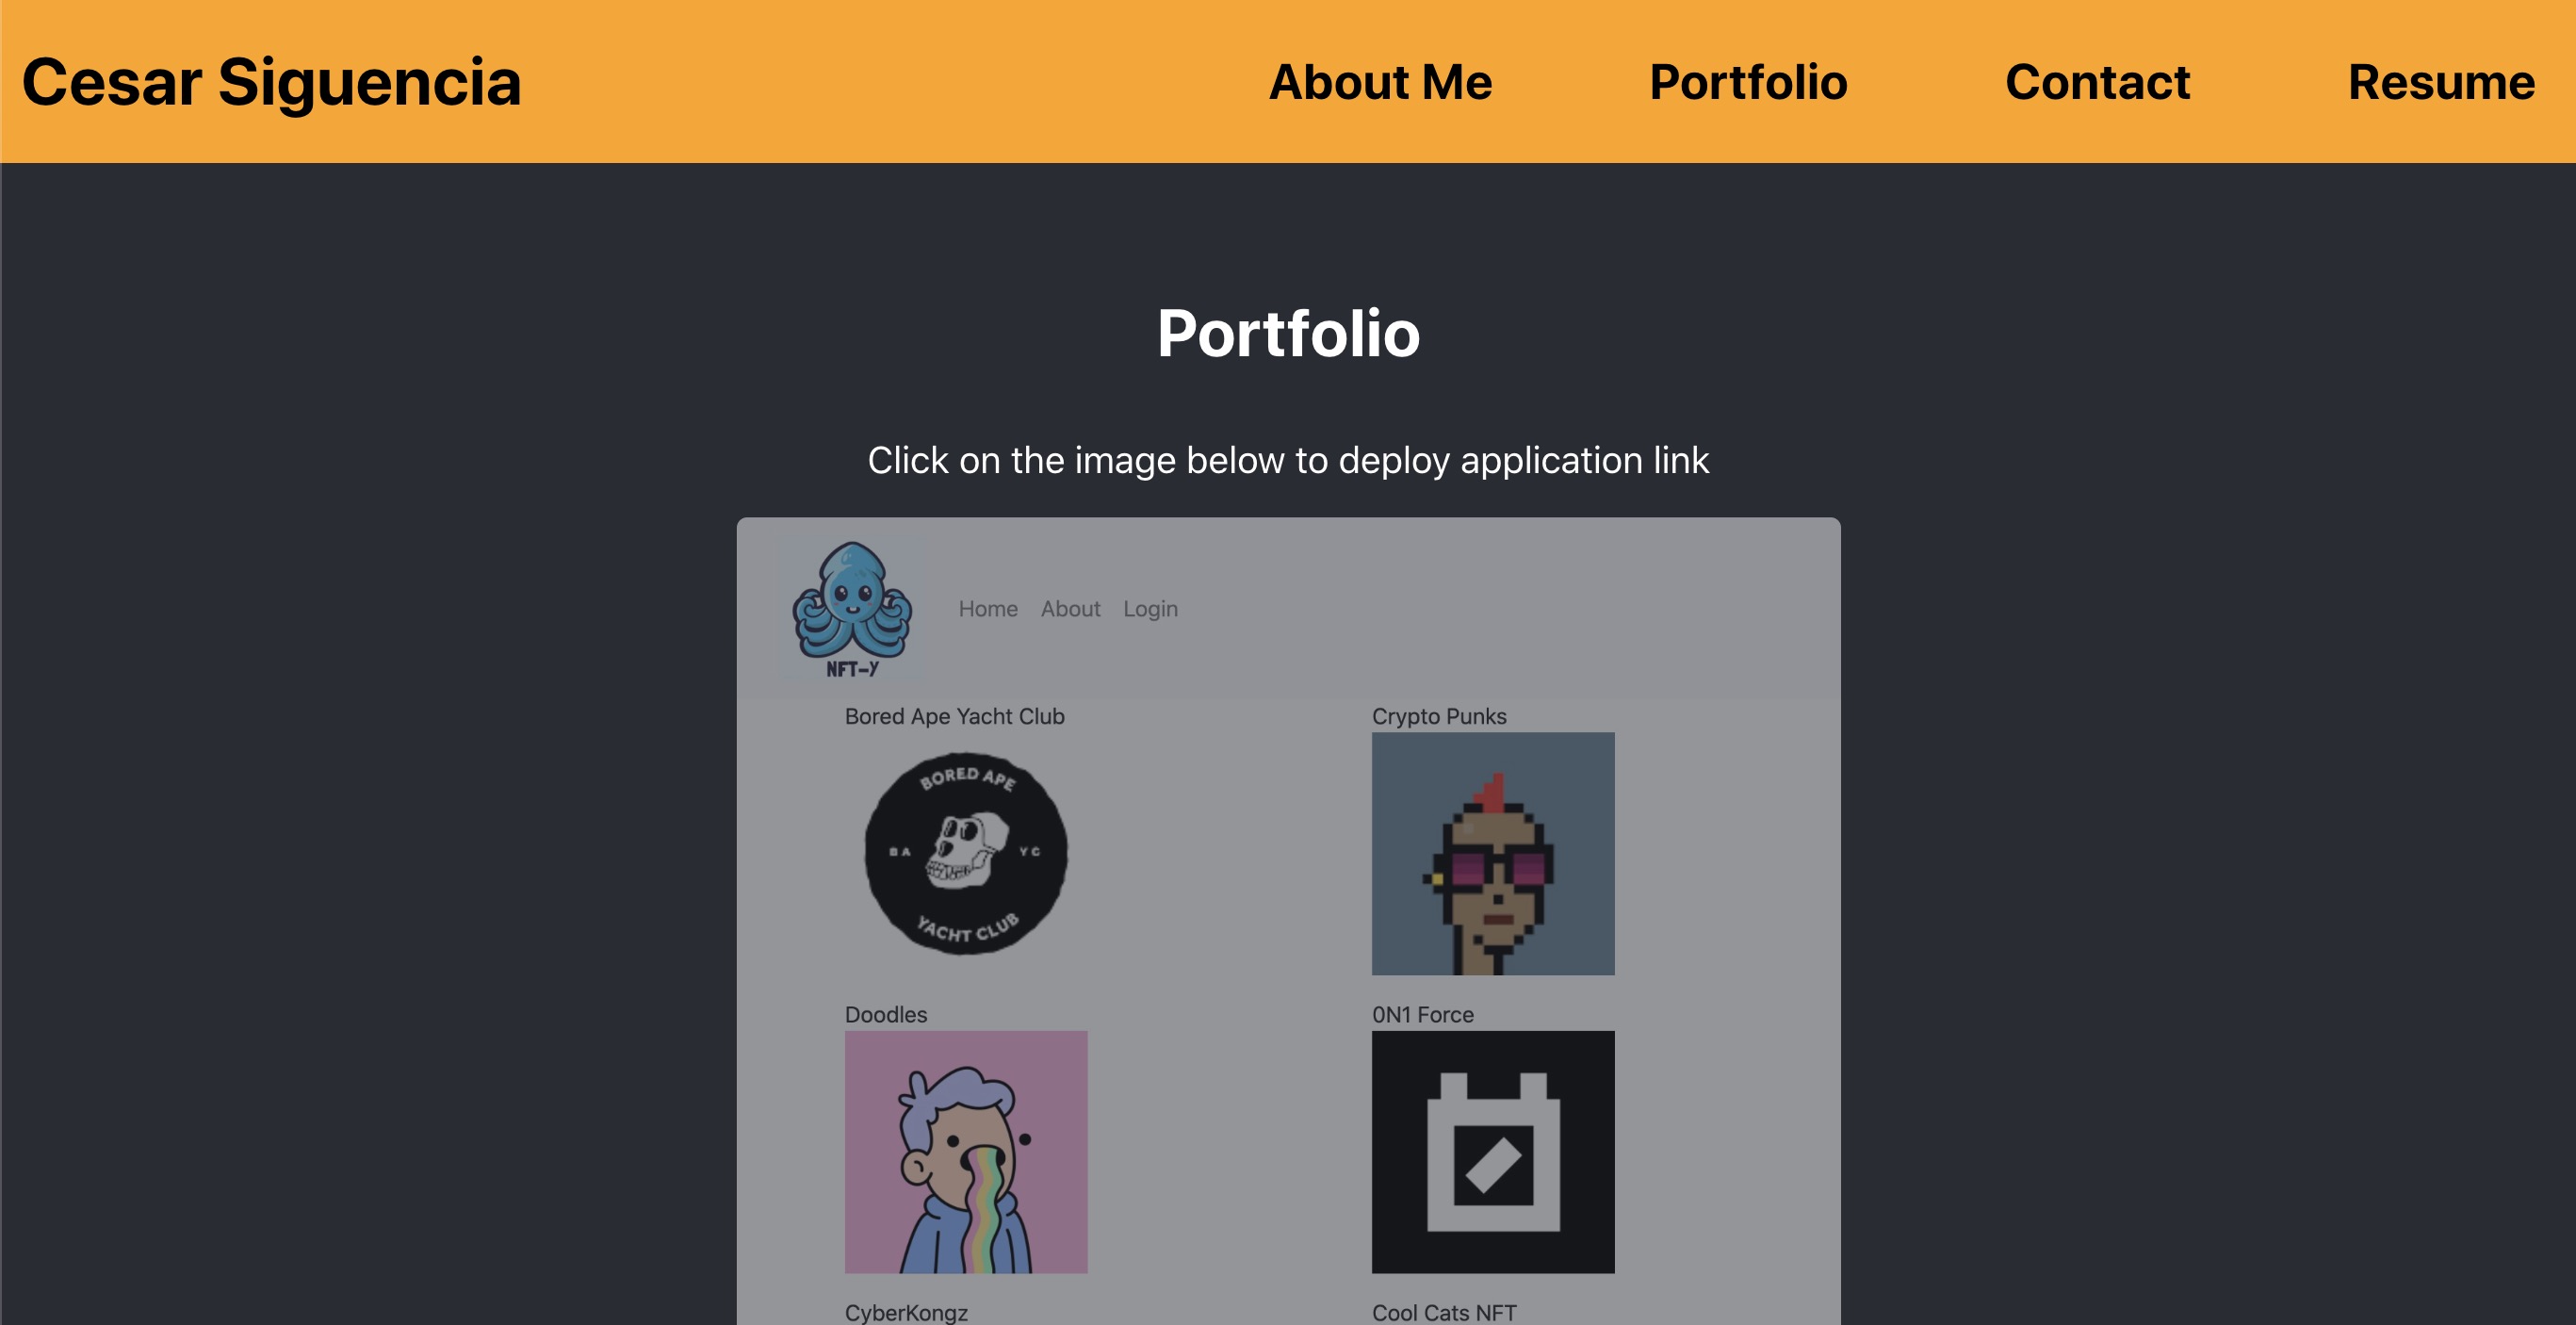 Cesar Siguencia
About Me
Portfolio
Contact
Resume
Portfolio
Click on the image below to deploy application link
NFT-Y
Home
About
Login
Bored Ape Yacht Club
Crypto Punks
BORED APE
B A
Y C
YACHT CLUB
Doodles
0N1 Force
CyberKongz
Cool Cats NFT